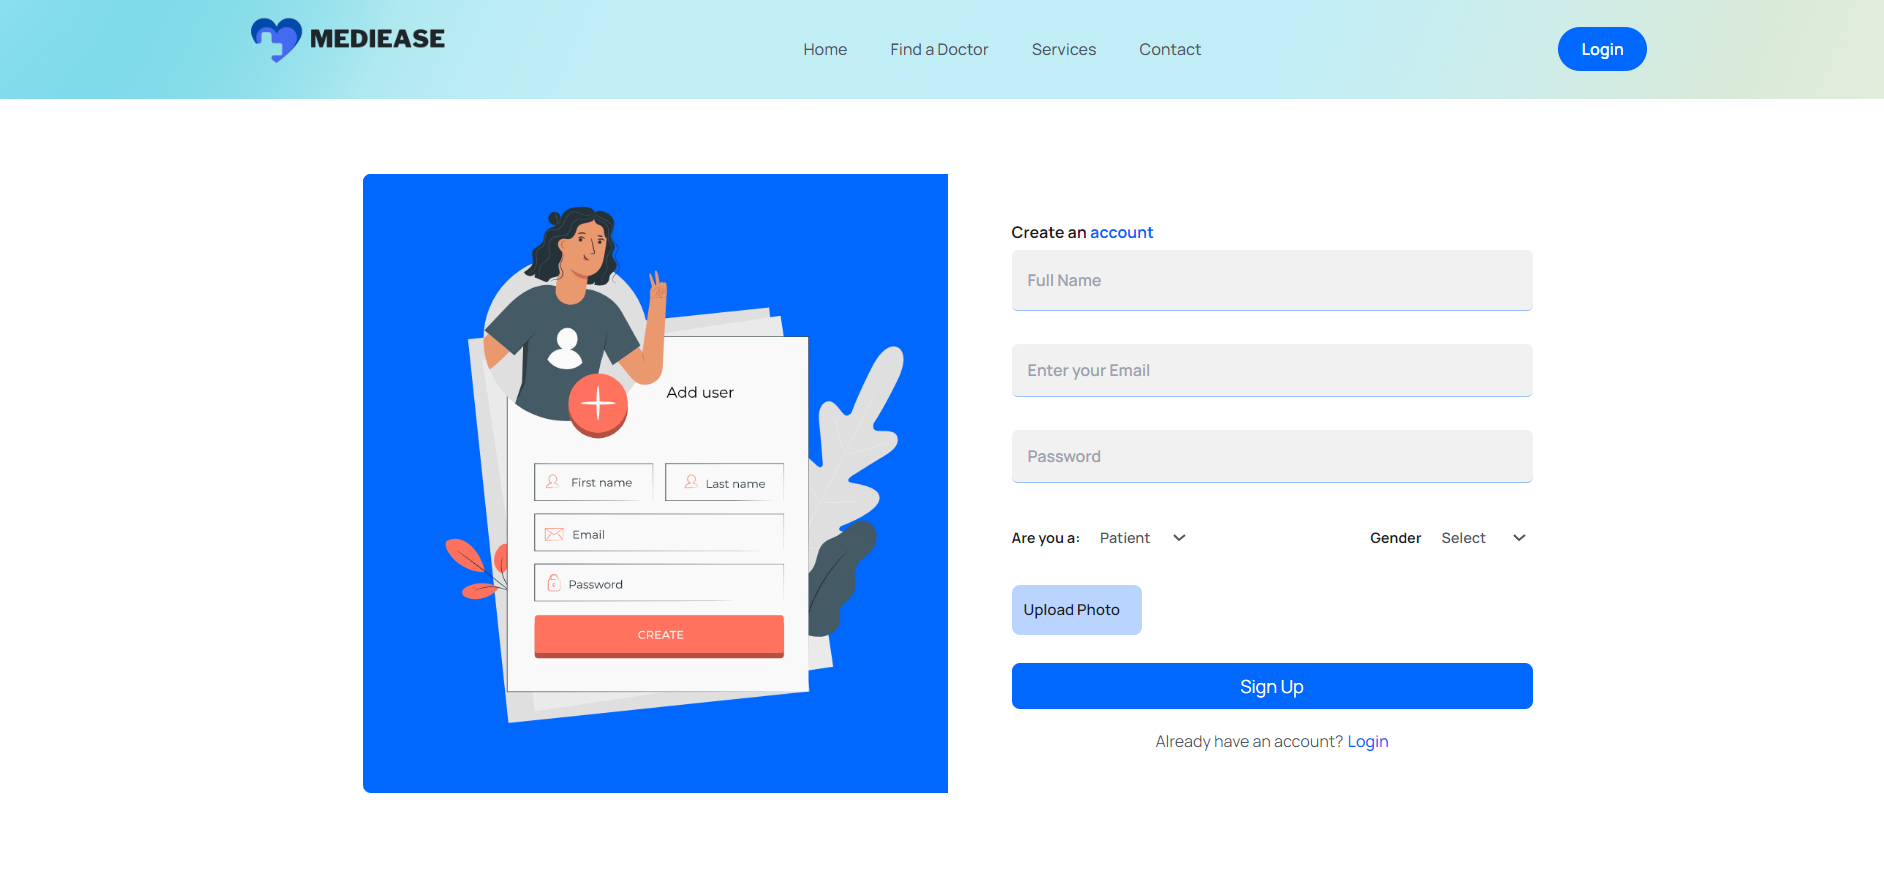 MEDIEASE
Home Find a Doctor Services Contact
Login
Add user
First name Last name
Email
Password
CREATE
Create an account
Full Name
Enter your Email
Password
Are you a: Patient Gender Select
Upload Photo
Sign Up
Already have an account? Login